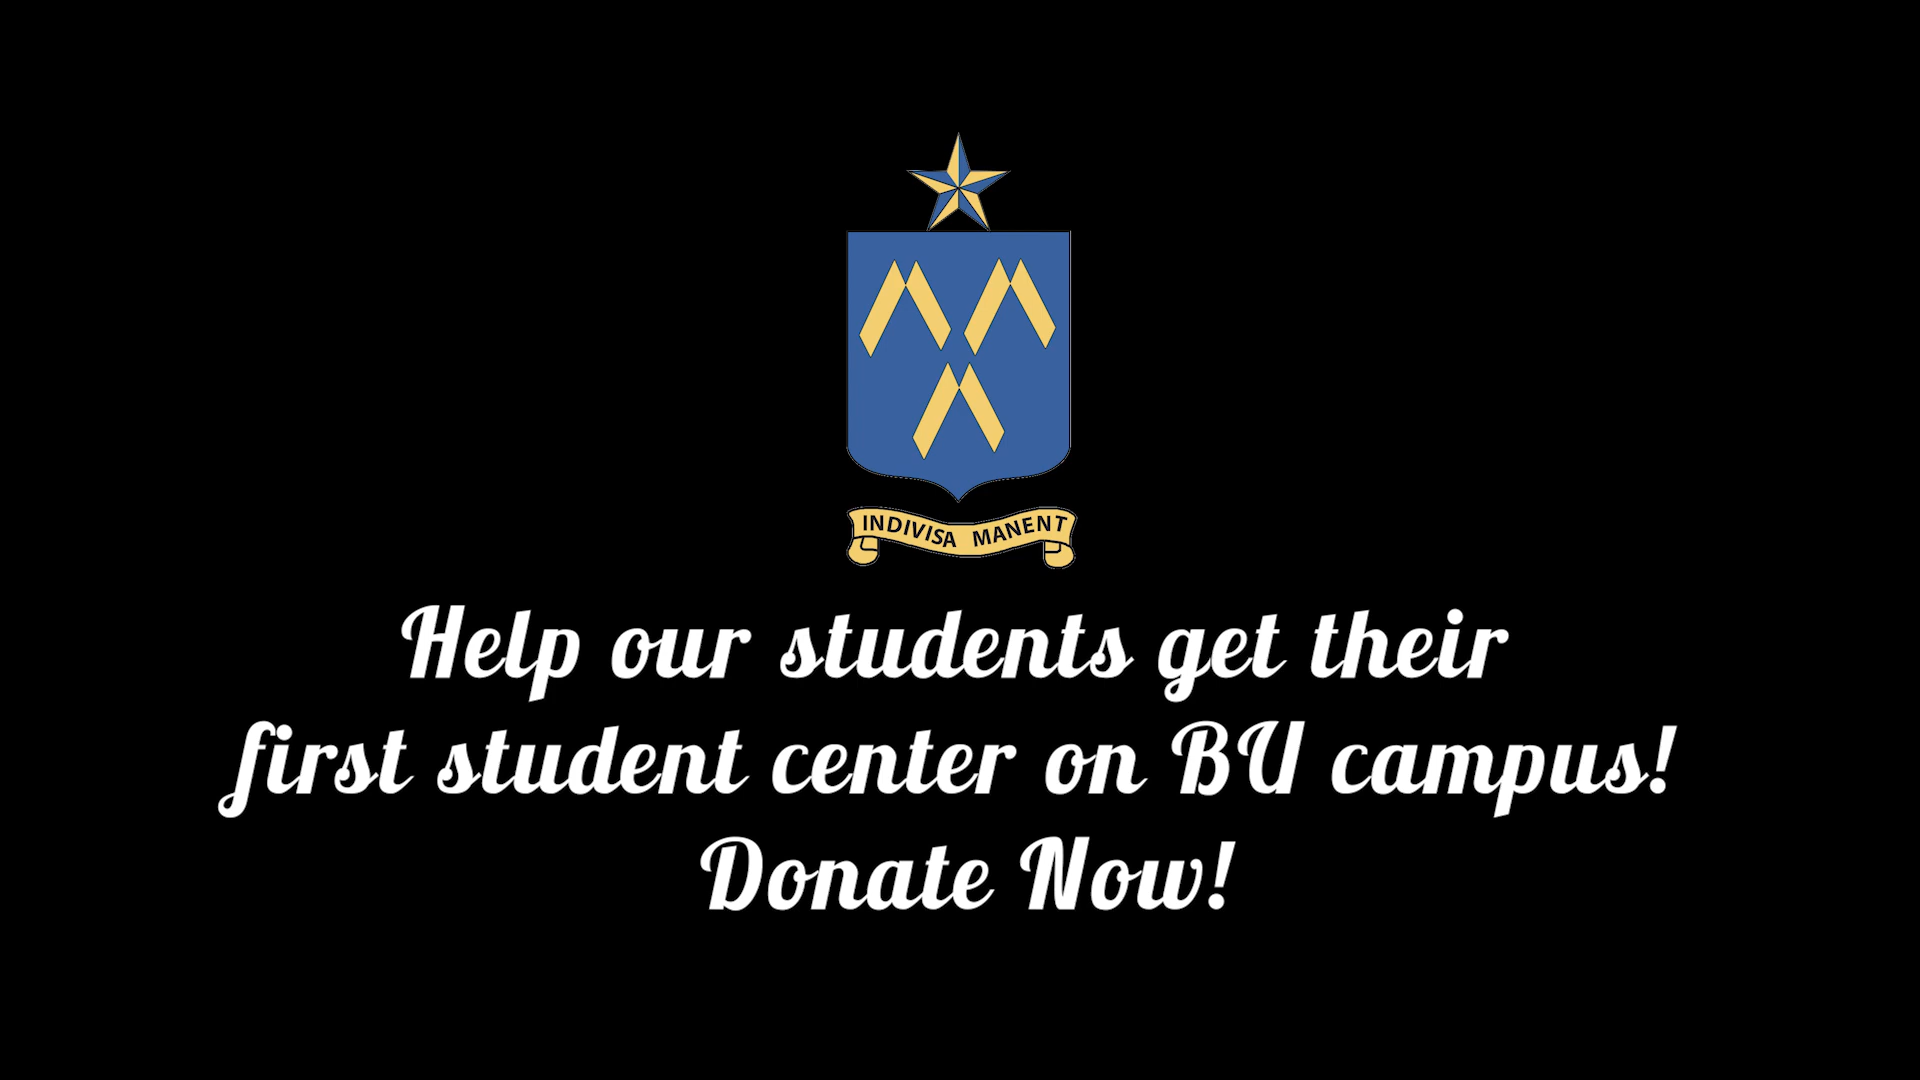 INDIVISA MANENT
Help our students get their
first student center on BU campus!
Donate Now!